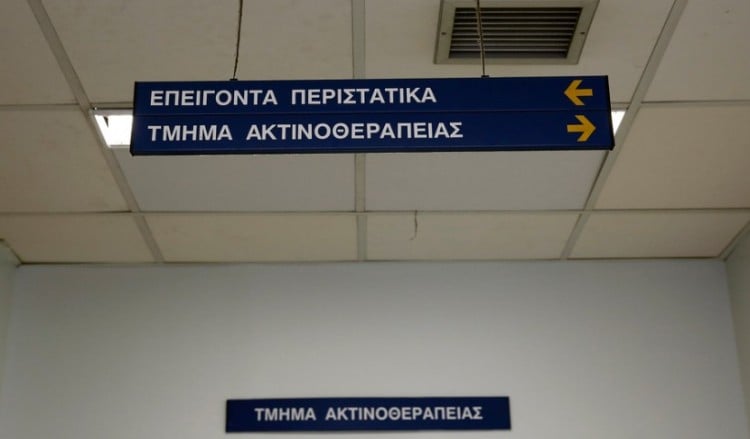 ΕΠΕΙΓΟΝΤΑ ΠΕΡΙΣΤΑΤΙΚΑ ←
ΤΜΗΜΑ ΑΚΤΙΝΟΘΕΡΑΠΕΙΑΣ →
ΤΜΗΜΑ ΑΚΤΙΝΟΘΕΡΑΠΕΙΑΣ